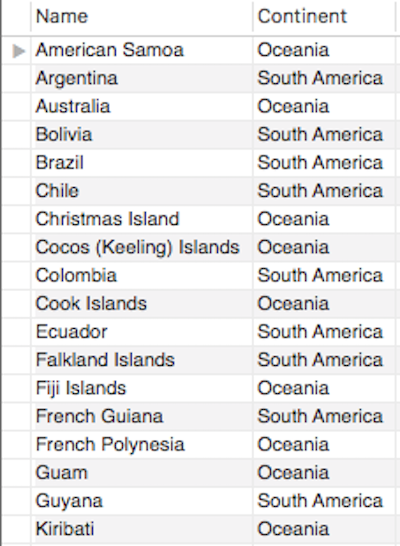 Name Continent
American Samoa Oceania
Argentina South America
Australia Oceania
Bolivia South America
Brazil South America
Chile South America
Christmas Island Oceania
Cocos (Keeling) Islands Oceania
Colombia South America
Cook Islands Oceania
Ecuador South America
Falkland Islands South America
Fiji Islands Oceania
French Guiana South America
French Polynesia Oceania
Guam Oceania
Guyana South America
Kiribati Oceania